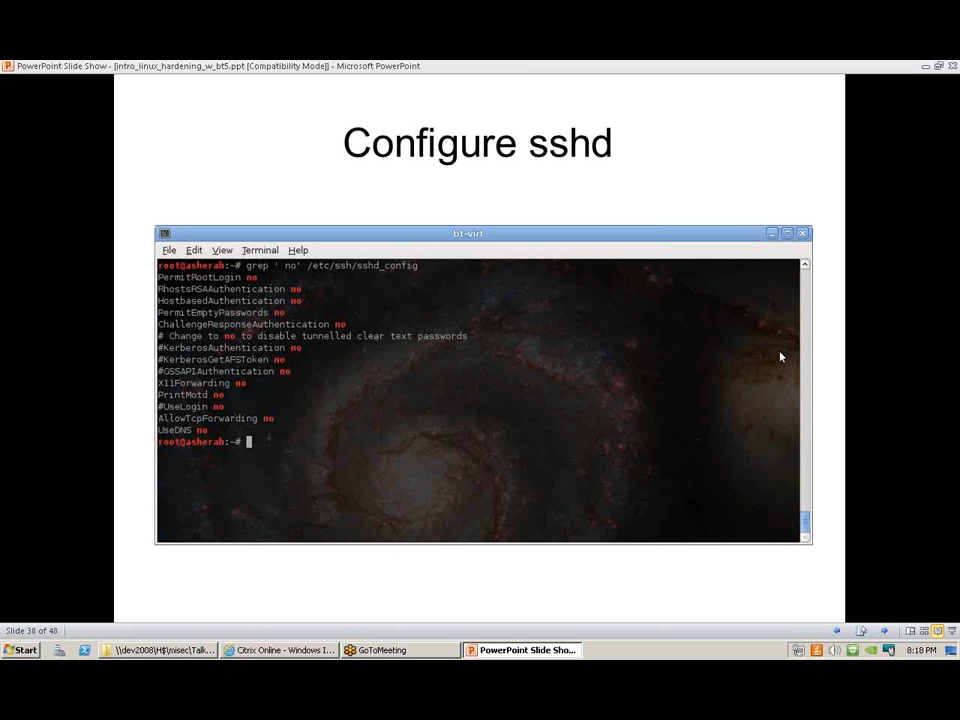 PowerPoint Slide Show - [intro_linux_hardening_w_bt5.ppt [Compatibility Mode]] - Microsoft PowerPoint
Configure sshd
bt-virt
File Edit View Terminal Help
root@asherah:~# grep ' no' /etc/ssh/sshd_config
PermitRootLogin no
RhostsRSAAuthentication no
HostbasedAuthentication no
PermitEmptyPasswords no
ChallengeResponseAuthentication no
# Change to no to disable tunnelled clear text passwords
#KerberosAuthentication no
#KerberosGetAFSToken no
#GSSAPIAuthentication no
X11Forwarding no
PrintMotd no
#UseLogin no
AllowTcpForwarding no
UseDNS no
root@asherah:~#
Slide 38 of 48
Start \\dev2008\H$\misec\Talk... Citrix Online - Windows I... GoToMeeting PowerPoint Slide Sho... 8:18 PM